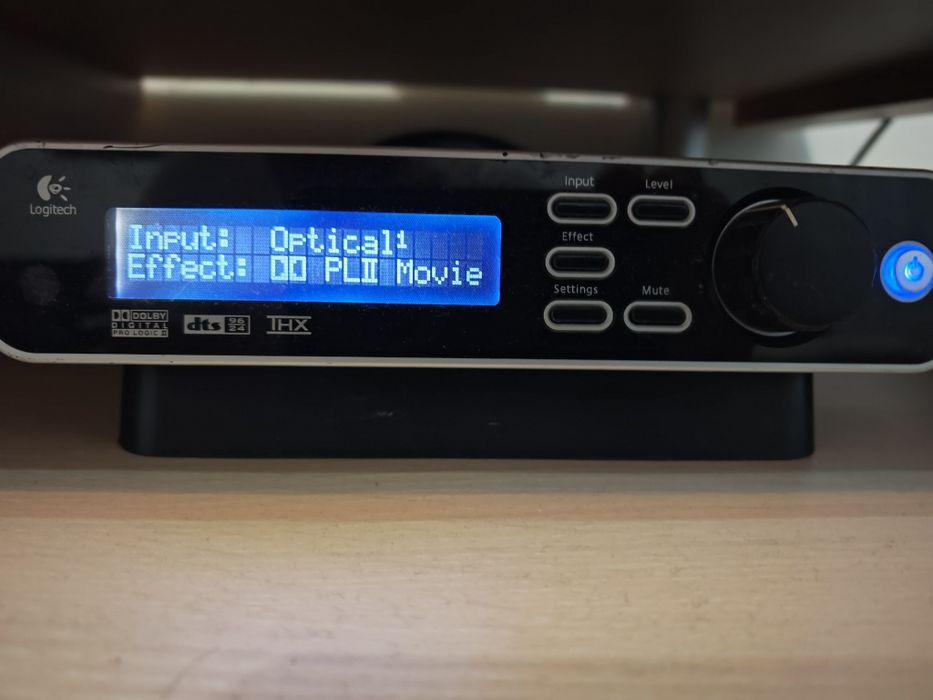 Logitech
Input: Optical1
Effect: PLII Movie
DOLBY
DIGITAL
PRO LOGIC II
dts 96 24
THX
Input
Level
Effect
Settings
Mute